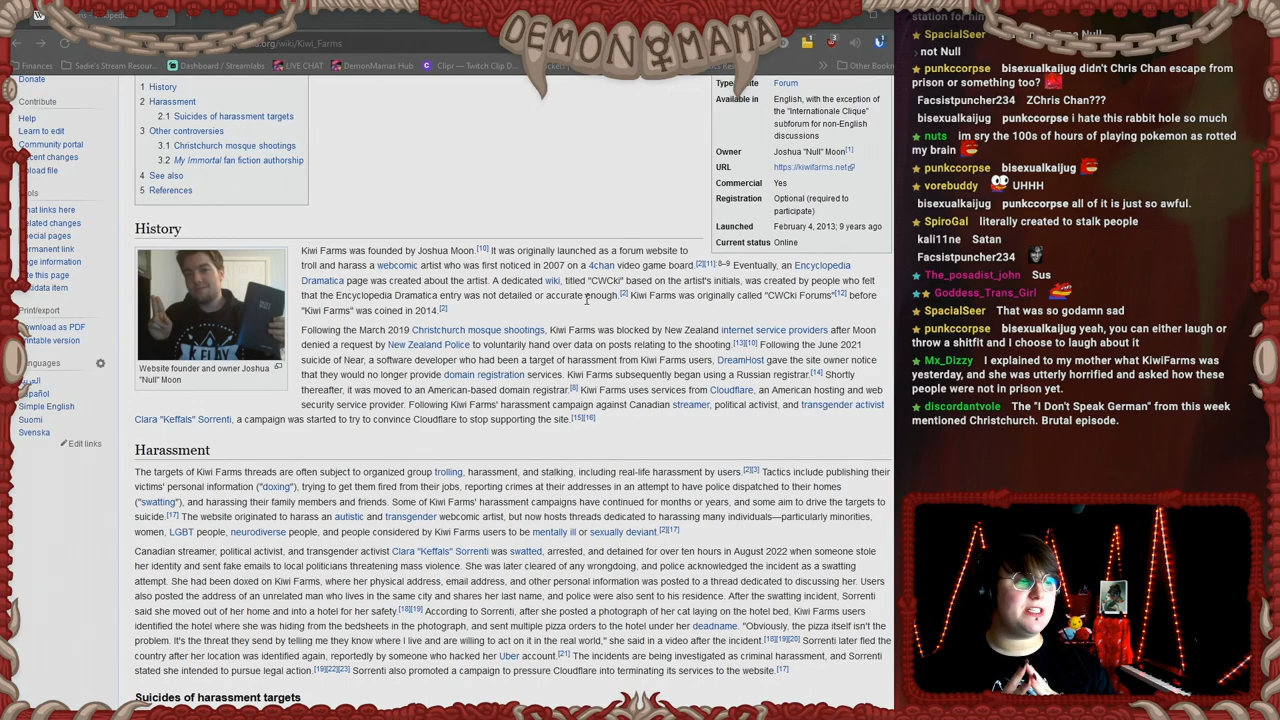 DEMON MAMA
.org/wiki/Kiwi_Farms
Finances
Sadie's Stream Resou...
Dashboard / Streamlabs
LIVE CHAT
DemonMamas Hub
Clipr — Twitch Clip D...
Other Bookm
Donate
Contribute
Help
Learn to edit
Community portal
Recent changes
Print/export
Edit links
العربية
Español
Simple English
Suomi
Svenska
1 History
2 Harassment
2.1 Suicides of harassment targets
3 Other controversies
3.1 Christchurch mosque shootings
3.2 My Immortal fan fiction authorship
4 See also
5 References
Forum
Available in English, with the exception of
the "Internationale Clique"
subforum for non-English
discussions
Owner Joshua "Null" Moon[1]
URL https://kiwifarms.net
Commercial Yes
Registration Optional (required to
participate)
Launched February 4, 2013; 9 years ago
Current status Online
History
Website founder and owner Joshua
"Null" Moon
Kiwi Farms was founded by Joshua Moon.[10] It was originally launched as a forum website to
troll and harass a webcomic artist who was first noticed in 2007 on a 4chan video game board.[2][11]:8–9 Eventually, an Encyclopedia
Dramatica page was created about the artist. A dedicated wiki, titled "CWCki" based on the artist's initials, was created by people who felt
that the Encyclopedia Dramatica entry was not detailed or accurate enough.[2] Kiwi Farms was originally called "CWCki Forums"[12] before
"Kiwi Farms" was coined in 2014.[2]
Following the March 2019 Christchurch mosque shootings, Kiwi Farms was blocked by New Zealand internet service providers after Moon
denied a request by New Zealand Police to voluntarily hand over data on posts relating to the shooting.[13][10] Following the June 2021
suicide of Near, a software developer who had been a target of harassment from Kiwi Farms users, DreamHost gave the site owner notice
that they would no longer provide domain registration services. Kiwi Farms subsequently began using a Russian registrar.[14] Shortly
thereafter, it was moved to an American-based domain registrar.[8] Kiwi Farms uses services from Cloudflare, an American hosting and web
security service provider. Following Kiwi Farms' harassment campaign against Canadian streamer, political activist, and transgender activist
Clara "Keffals" Sorrenti, a campaign was started to try to convince Cloudflare to stop supporting the site.[15][16]
Harassment
The targets of Kiwi Farms threads are often subject to organized group trolling, harassment, and stalking, including real-life harassment by users.[2][3] Tactics include publishing their
victims' personal information ("doxing"), trying to get them fired from their jobs, reporting crimes at their addresses in an attempt to have police dispatched to their homes
("swatting"), and harassing their family members and friends. Some of Kiwi Farms' harassment campaigns have continued for months or years, and some aim to drive the targets to
suicide.[17] The website originated to harass an autistic and transgender webcomic artist, but now hosts threads dedicated to harassing many individuals—particularly minorities,
women, LGBT people, neurodiverse people, and people considered by Kiwi Farms users to be mentally ill or sexually deviant.[2][17]
Canadian streamer, political activist, and transgender activist Clara "Keffals" Sorrenti was swatted, arrested, and detained for over ten hours in August 2022 when someone stole
her identity and sent fake emails to local politicians threatening mass violence. She was later cleared of any wrongdoing, and police acknowledged the incident as a swatting
attempt. She had been doxed on Kiwi Farms, where her physical address, email address, and other personal information was posted to a thread dedicated to discussing her. Users
also posted the address of an unrelated man who lives in the same city and shares her last name, and police were also sent to his residence. After the swatting incident, Sorrenti
said she moved out of her home and into a hotel for her safety.[18][19] According to Sorrenti, after she posted a photograph of her cat laying on the hotel bed, Kiwi Farms users
identified the hotel where she was hiding from the bedsheets in the photograph, and sent multiple pizza orders to the hotel under her deadname. "Obviously, the pizza itself isn't the
problem. It's the threat they send by telling me they know where I live and are willing to act on it in the real world," she said in a video after the incident.[18][19][20] Sorrenti later fled the
country after her location was identified again, reportedly by someone who hacked her Uber account.[21] The incidents are being investigated as criminal harassment, and Sorrenti
stated she intended to pursue legal action.[19][22][23] Sorrenti also promoted a campaign to pressure Cloudflare into terminating its services to the website.[17]
Suicides of harassment targets
station for him
SpacialSeer Null
not Null
punkccorpse bisexualkaijug didn't Chris Chan escape from
prison or something too?
Facsistpuncher234 ZChris Chan???
bisexualkaijug punkccorpse i hate this rabbit hole so much
nuts im sry the 100s of hours of playing pokemon as rotted
my brain
punkccorpse bisexualkaijug
vorebuddy UHHH
bisexualkaijug punkccorpse all of it is just so awful.
SpiroGal literally created to stalk people
kali11ne Satan
Facsistpuncher234
The_posadist_john Sus
Goddess_Trans_Girl
SpacialSeer That was so godamn sad
punkccorpse bisexualkaijug yeah, you can either laugh or
throw a shitfit and I choose to laugh about it
Mx_Dizzy I explained to my mother what KiwiFarms was
yesterday, and she was utterly horrified and asked how these
people were not in prison yet.
discordantvole The "I Don't Speak German" from this week
mentioned Christchurch. Brutal episode.